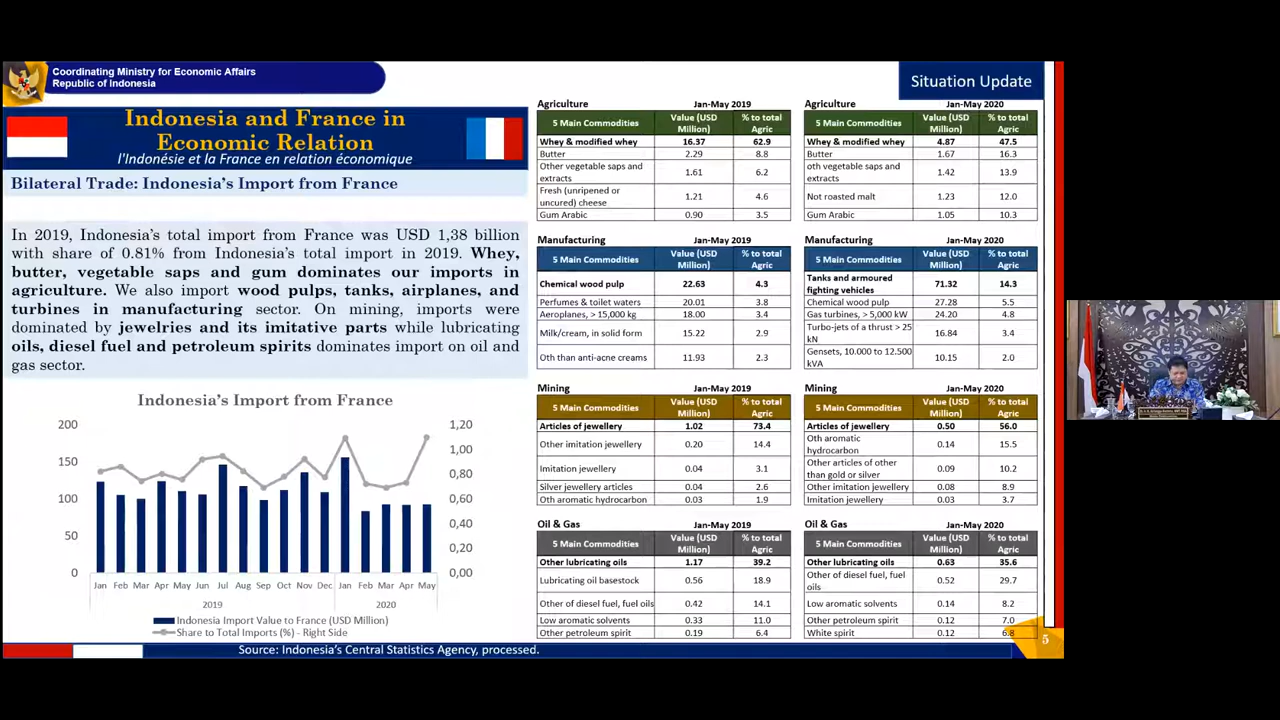 Coordinating Ministry for Economic Affairs
Republic of Indonesia
Situation Update
Indonesia and France in
Economic Relation
l'Indonésie et la France en relation économique
Bilateral Trade: Indonesia's Import from France
In 2019, Indonesia's total import from France was USD 1,38 billion
with share of 0.81% from Indonesia's total import in 2019. Whey,
butter, vegetable saps and gum dominates our imports in
agriculture. We also import wood pulps, tanks, airplanes, and
turbines in manufacturing sector. On mining, imports were
dominated by jewelries and its imitative parts while lubricating
oils, diesel fuel and petroleum spirits dominates import on oil and
gas sector.
Indonesia's Import from France
200 1,20
150 1,00
100 0,80
50 0,60
0 0,40
0,20
0,00
Jan Feb Mar Apr May Jun Jul Aug Sep Oct Nov Dec Jan Feb Mar Apr May
2019 2020
Indonesia Import Value to France (USD Million)
Share to Total Imports (%) - Right Side
Agriculture Jan-May 2019
5 Main Commodities Value (USD Million) % to total Agric
Whey & modified whey 16.37 62.9
Butter 2.29 8.8
Other vegetable saps and extracts 1.61 6.2
Fresh (unripened or uncured) cheese 1.21 4.6
Gum Arabic 0.90 3.5
Manufacturing Jan-May 2019
5 Main Commodities Value (USD Million) % to total Agric
Chemical wood pulp 22.63 4.3
Perfumes & toilet waters 20.01 3.8
Aeroplanes, > 15,000 kg 18.00 3.4
Milk/cream, in solid form 15.22 2.9
Oth than anti-acne creams 11.93 2.3
Mining Jan-May 2019
5 Main Commodities Value (USD Million) % to total Agric
Articles of jewellery 1.02 73.4
Other imitation jewellery 0.20 14.4
Imitation jewellery 0.04 3.1
Silver jewellery articles 0.04 2.6
Oth aromatic hydrocarbon 0.03 1.9
Oil & Gas Jan-May 2019
5 Main Commodities Value (USD Million) % to total Agric
Other lubricating oils 1.17 39.2
Lubricating oil basestock 0.56 18.9
Other of diesel fuel, fuel oils 0.42 14.1
Low aromatic solvents 0.33 11.0
Other petroleum spirit 0.19 6.4
Agriculture Jan-May 2020
5 Main Commodities Value (USD Million) % to total Agric
Whey & modified whey 4.87 47.5
Butter 1.67 16.3
oth vegetable saps and extracts 1.42 13.9
Not roasted malt 1.23 12.0
Gum Arabic 1.05 10.3
Manufacturing Jan-May 2020
5 Main Commodities Value (USD Million) % to total Agric
Tanks and armoured fighting vehicles 71.32 14.3
Chemical wood pulp 27.28 5.5
Gas turbines, > 5,000 kW 24.20 4.8
Turbo-jets of a thrust > 25 kN 16.84 3.4
Gensets, 10.000 to 12.500 kVA 10.15 2.0
Mining Jan-May 2020
5 Main Commodities Value (USD Million) % to total Agric
Articles of jewellery 0.50 56.0
Oth aromatic hydrocarbon 0.14 15.5
Other articles of other than gold or silver 0.09 10.2
Other imitation jewellery 0.08 8.9
Imitation jewellery 0.03 3.7
Oil & Gas Jan-May 2020
5 Main Commodities Value (USD Million) % to total Agric
Other lubricating oils 0.63 35.6
Other of diesel fuel, fuel oils 0.52 29.7
Low aromatic solvents 0.14 8.2
Other petroleum spirit 0.12 7.0
White spirit 0.12 6.8
5
Source: Indonesia's Central Statistics Agency, processed.